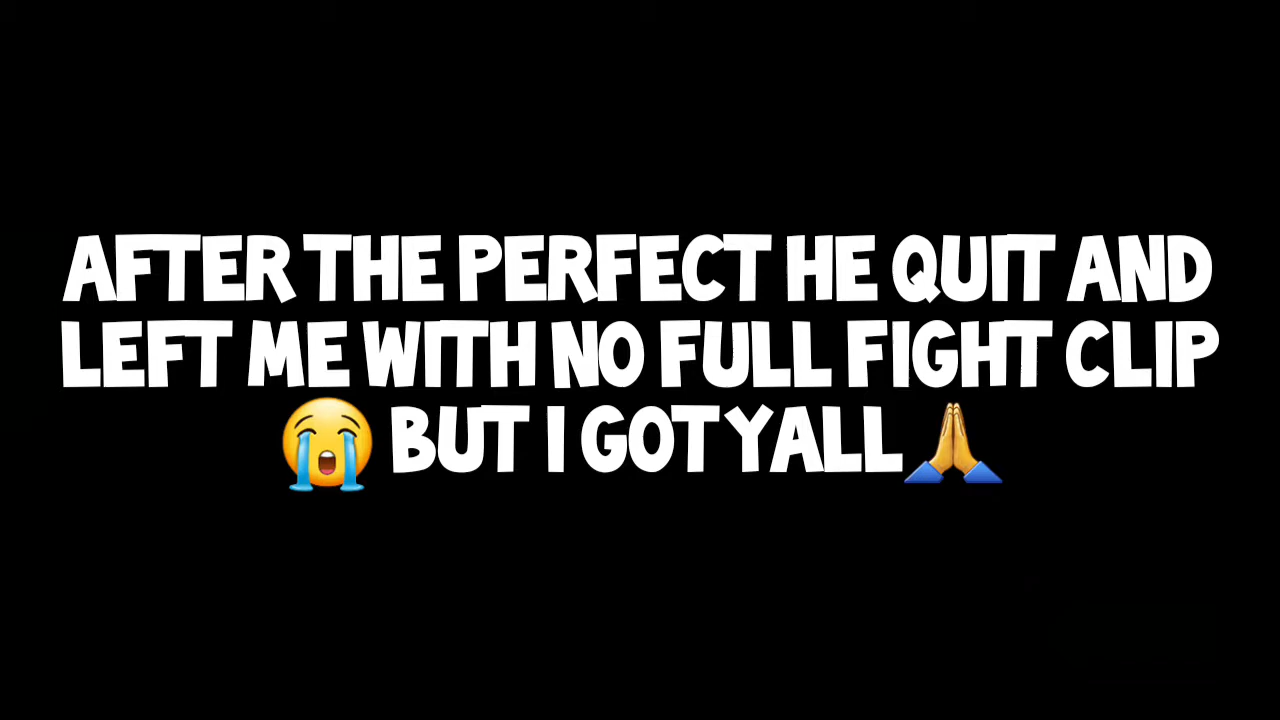 AFTER THE PERFECT HE QUIT AND
LEFT ME WITH NO FULL FIGHT CLIP
😭 BUT I GOT YALL 🙏